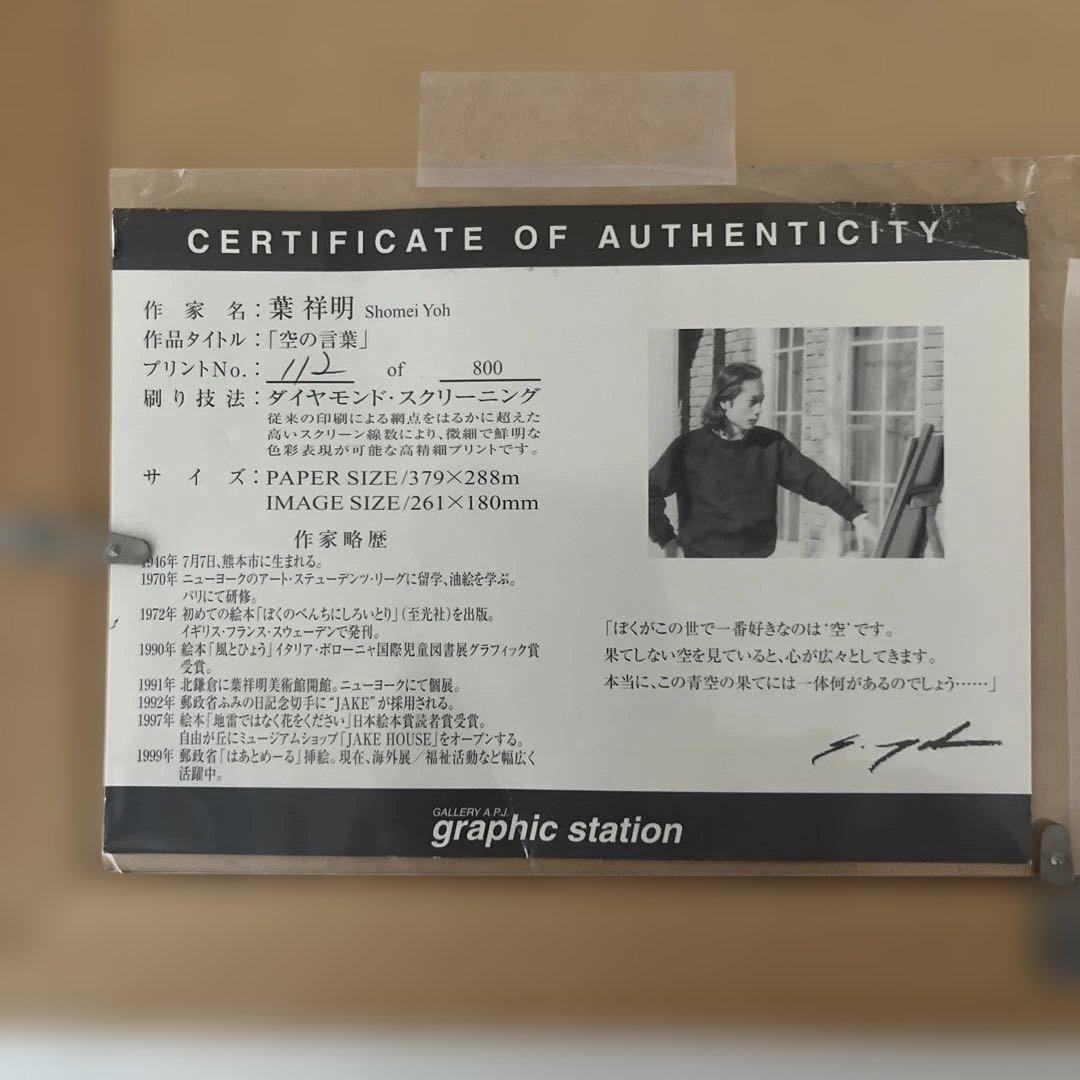 CERTIFICATE OF AUTHENTICITY
作家名：葉 祥明 Shomei Yoh
作品タイトル：「空の言葉」
プリントNo.：112 of 800
刷り技法：ダイヤモンド・スクリーニング
従来の印刷による網点をはるかに超えた
高いスクリーン線数により、微細で鮮明な
色彩表現が可能な高精細プリントです。
サイズ：PAPER SIZE/379×288m
IMAGE SIZE/261×180mm
作家略歴
1946年 7月7日、熊本市に生まれる。
1970年 ニューヨークのアート・ステューデンツ・リーグに留学、油絵を学ぶ。
パリにて研修。
1972年 初めての絵本「ぼくのべんちにしろいとり」（至光社）を出版。
イギリス・フランス・スウェーデンで発刊。
1990年 絵本「風とひょう」イタリア・ボローニャ国際児童図書展グラフィック賞
受賞。
1991年 北鎌倉に葉祥明美術館開館。ニューヨークにて個展。
1992年 郵政省ふみの日記念切手に“JAKE”が採用される。
1997年 絵本「地雷ではなく花をください」日本絵本賞読者賞受賞。
自由が丘にミュージアムショップ「JAKE HOUSE」をオープンする。
1999年 郵政省「はあとめーる」挿絵。現在、海外展／福祉活動など幅広く
活躍中。
「ぼくがこの世で一番好きなのは‘空’です。
果てしない空を見ていると、心が広々としてきます。
本当に、この青空の果てには一体何があるのでしょう……」
GALLERY A.P.J.
graphic station